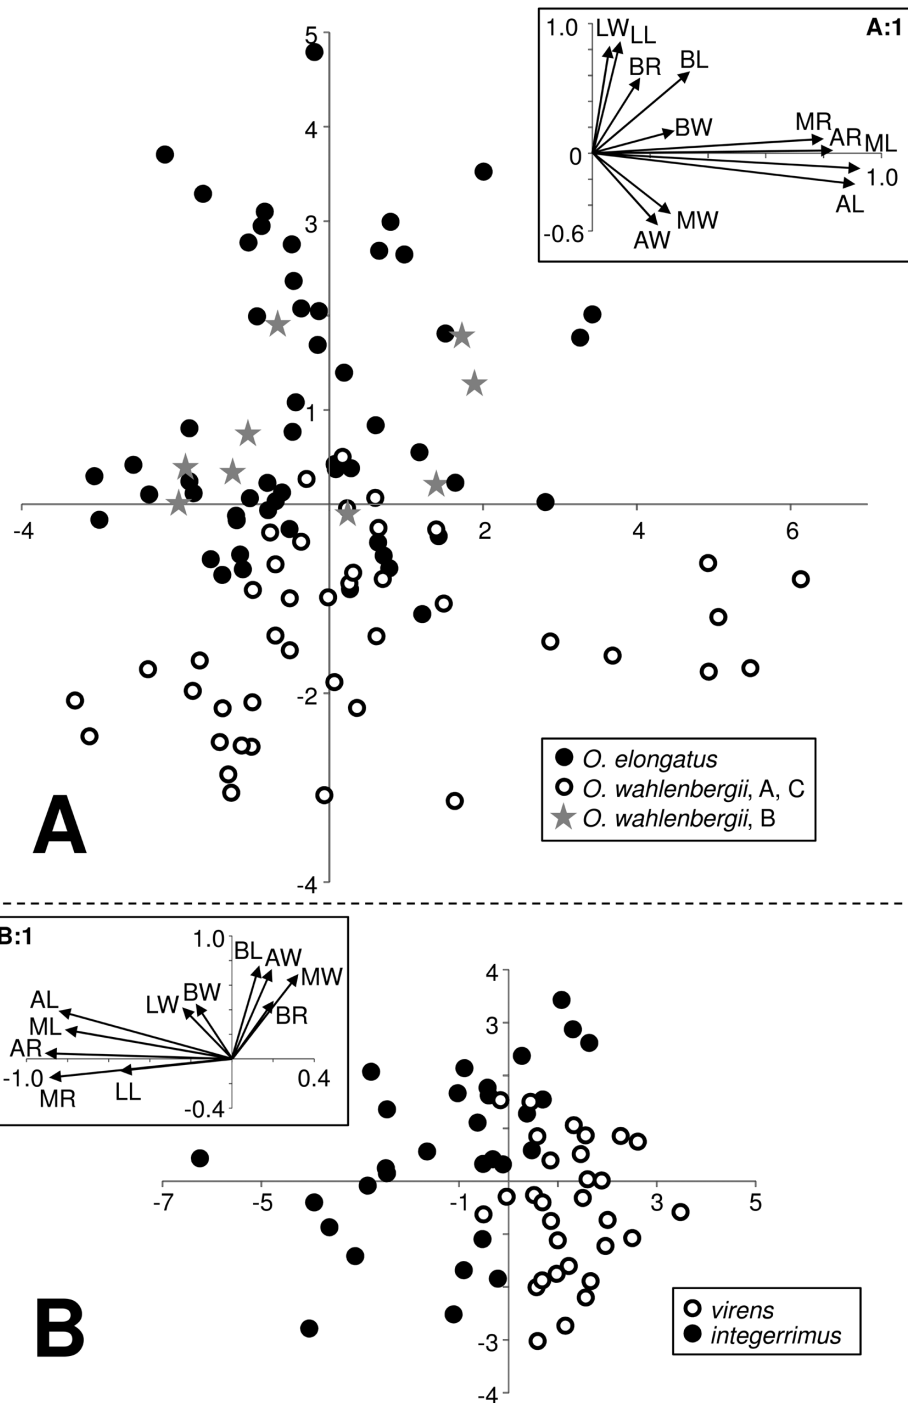 5
4
3
1
-4
2
4
6
-2
-4
A:1
1.0
LW
LL
BR
BL
BW
MR
AR
ML
0
1.0
AL
MW
AW
-0.6
O. elongatus
O. wahlenbergii, A, C
O. wahlenbergii, B
A
B:1
1.0
BL
AW
MW
AL
LW
BW
BR
ML
AR
-1.0
0.4
MR
LL
-0.4
4
3
-7
-5
-1
3
5
-3
-4
virens
integerrimus
B